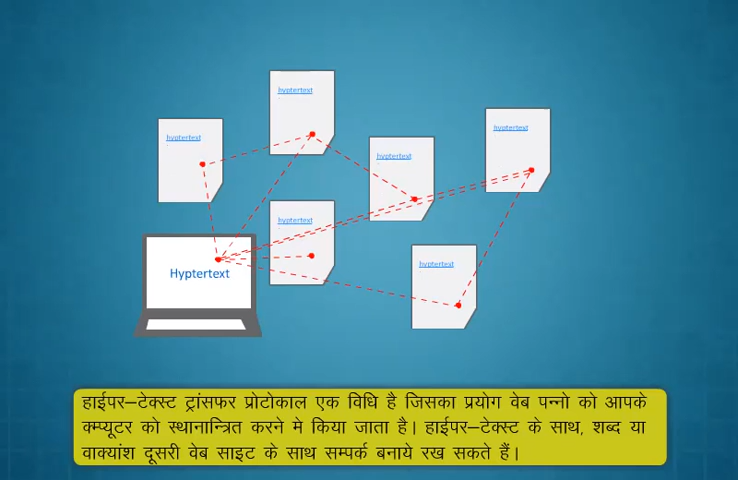 hyptertext
hyptertext
hyptertext
hyptertext
hyptertext
hyptertext
Hyptertext
हाईपर–टेक्स्ट ट्रांसफर प्रोटोकाल एक विधि है जिसका प्रयोग वेब पन्नो को आपके
कम्प्यूटर को स्थानान्त्रित करने मे किया जाता है। हाईपर–टेक्स्ट के साथ, शब्द या
वाक्यांश दूसरी वेब साइट के साथ सम्पर्क बनाये रख सकते हैं।